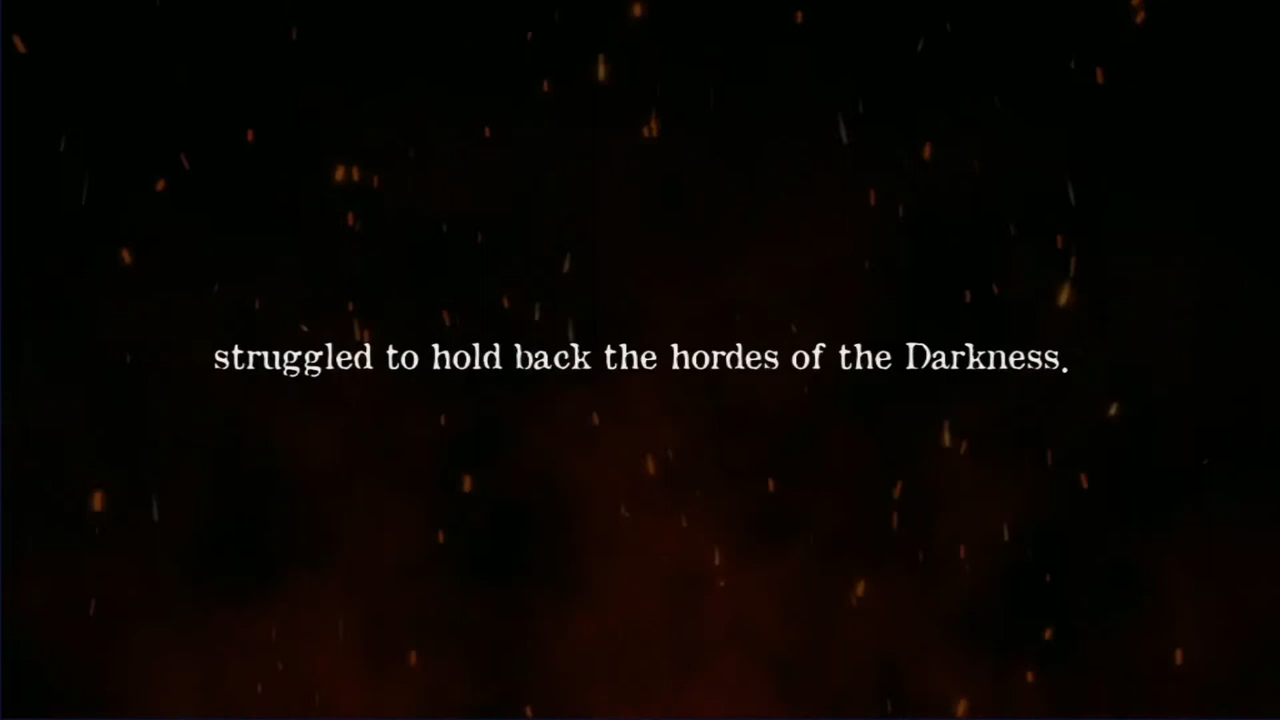 struggled to hold back the hordes of the Darkness.